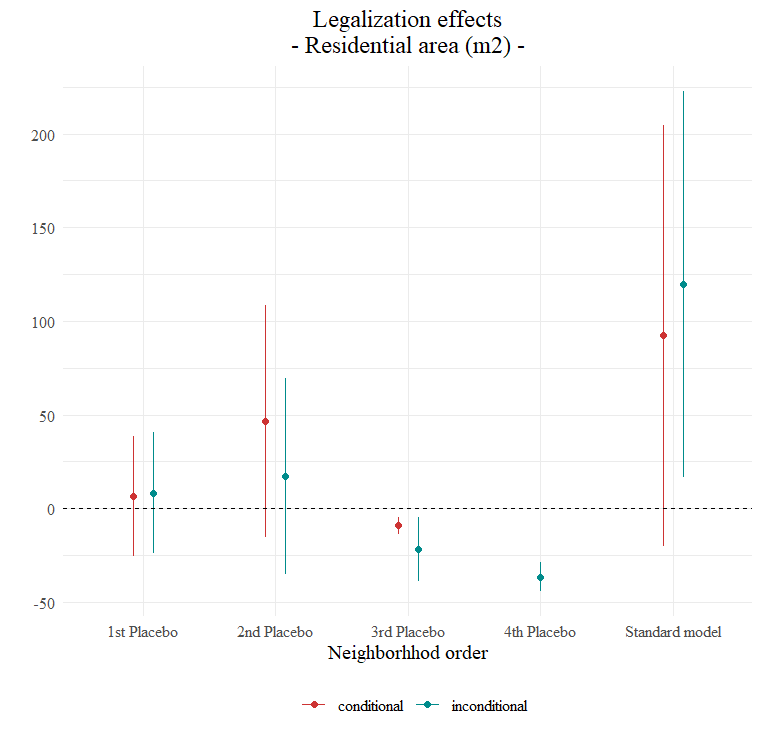 Legalization effects
- Residential area (m2) -
200
150
100
50
0
-50
1st Placebo 2nd Placebo 3rd Placebo 4th Placebo Standard model
Neighborhhod order
conditional inconditional